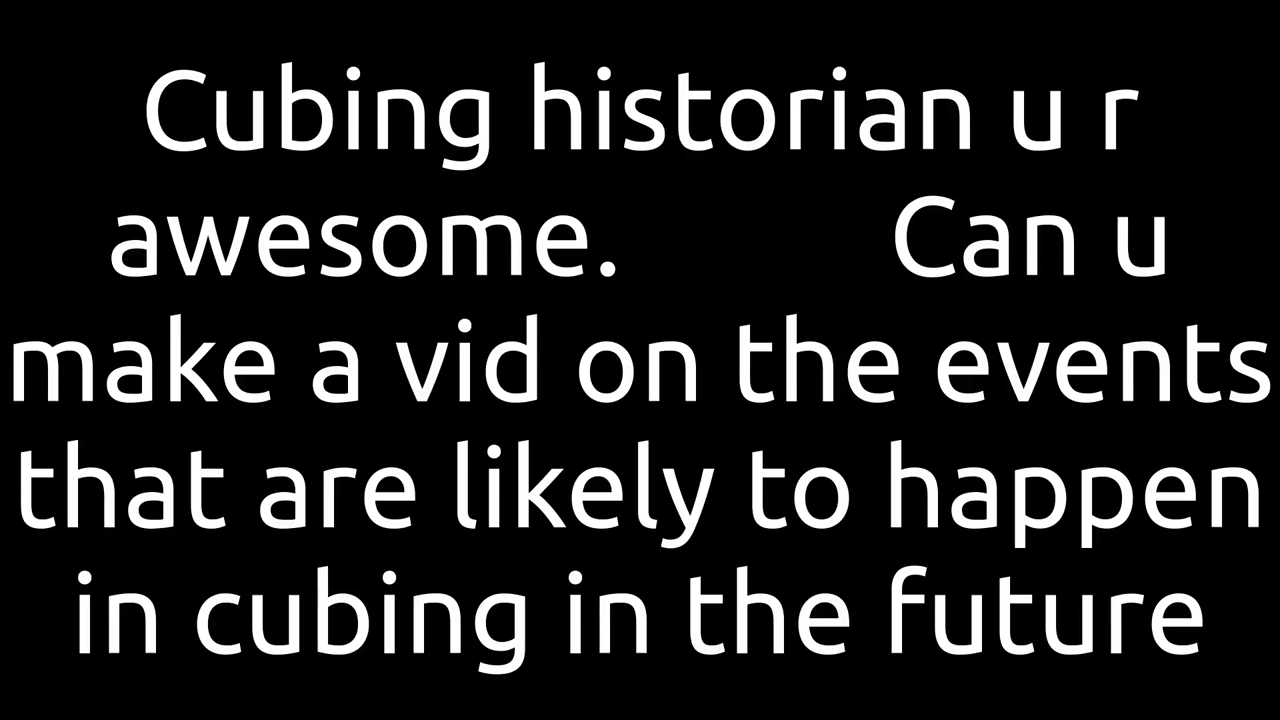 Cubing historian u r
awesome. Can u
make a vid on the events
that are likely to happen
in cubing in the future